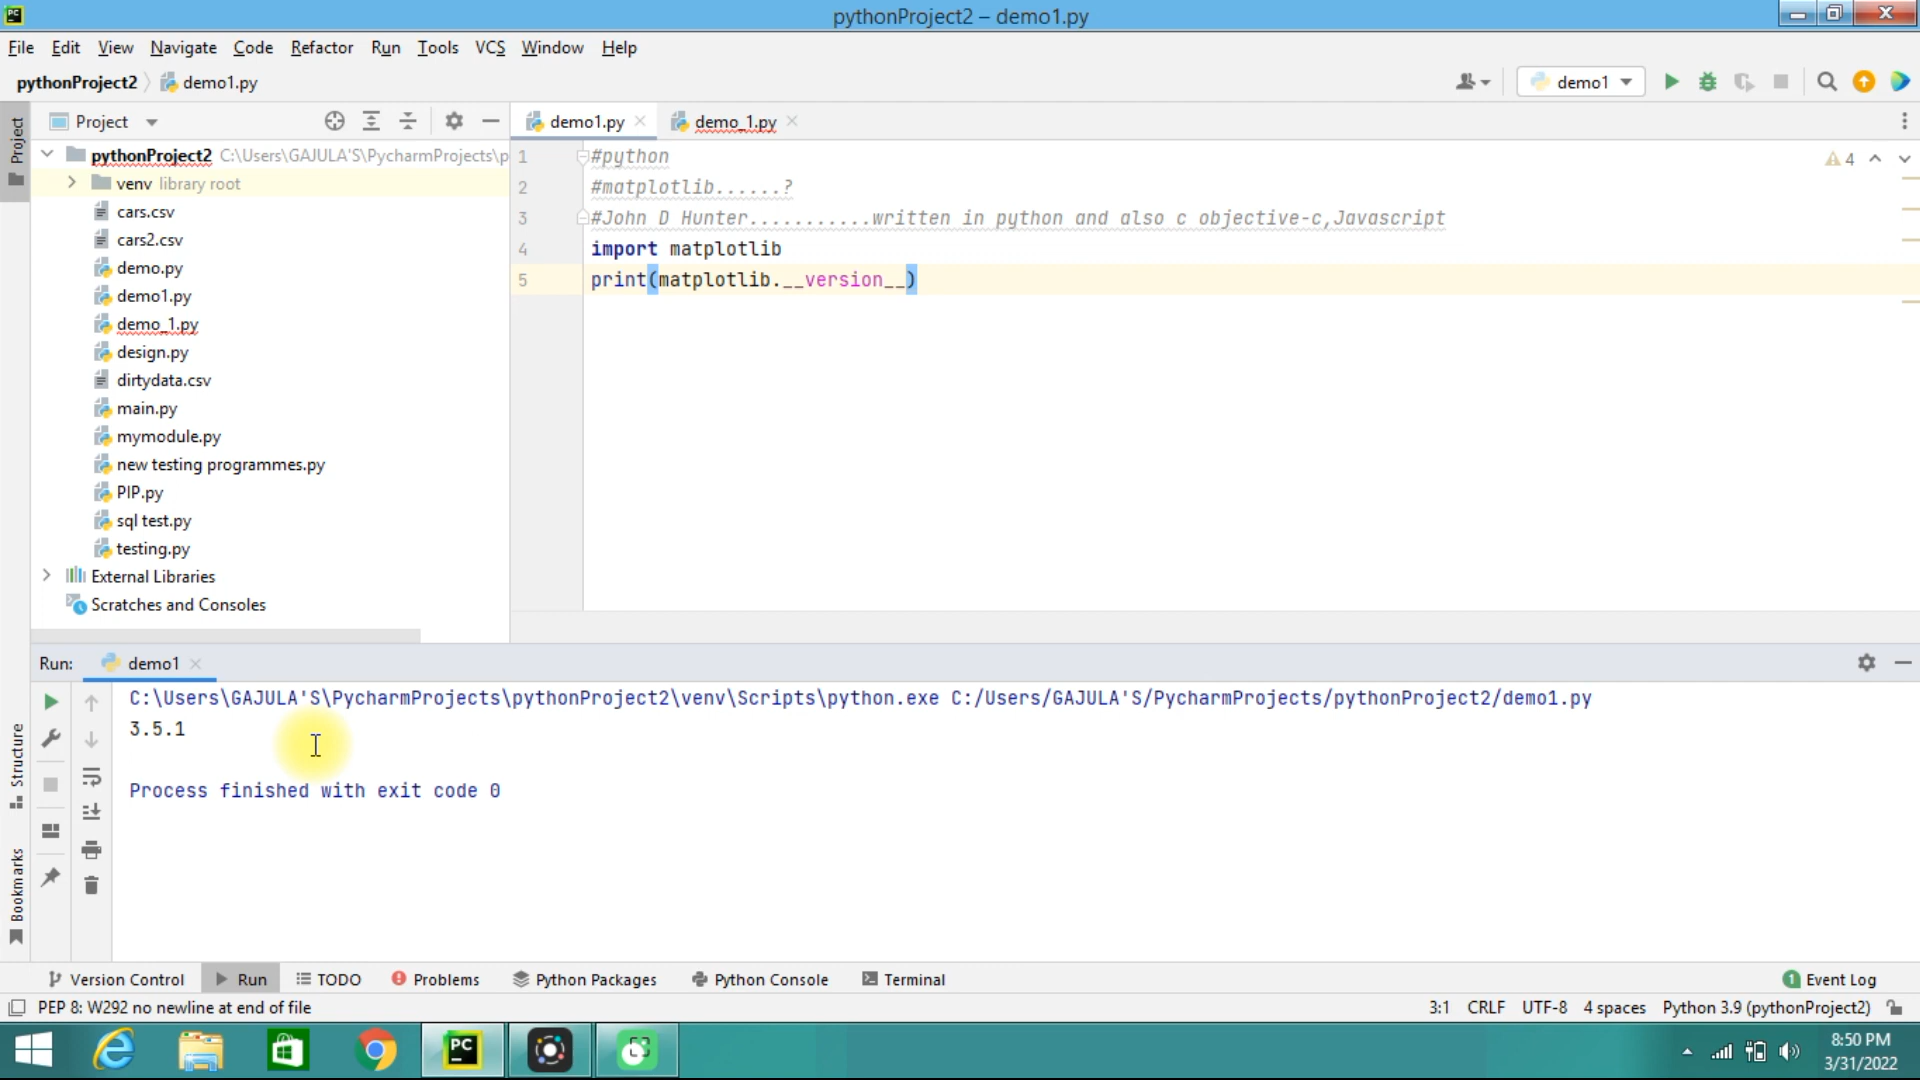 PC
pythonProject2 – demo1.py
File Edit View Navigate Code Refactor Run Tools VCS Window Help
pythonProject2 demo1.py
demo1
Project
Project
demo1.py
demo_1.py
pythonProject2 C:\Users\GAJULA'S\PycharmProjects\p
venv library root
cars.csv
cars2.csv
demo.py
demo1.py
demo_1.py
design.py
dirtydata.csv
main.py
mymodule.py
new testing programmes.py
PIP.py
sql test.py
testing.py
External Libraries
Scratches and Consoles
1 #python
2 #matplotlib......?
3 #John D Hunter...........written in python and also c objective-c,Javascript
4 import matplotlib
5 print(matplotlib.__version__)
4
Run: demo1
C:\Users\GAJULA'S\PycharmProjects\pythonProject2\venv\Scripts\python.exe C:/Users/GAJULA'S/PycharmProjects/pythonProject2/demo1.py
3.5.1
Process finished with exit code 0
Structure
Bookmarks
Version Control Run TODO Problems Python Packages Python Console Terminal 1 Event Log
PEP 8: W292 no newline at end of file 3:1 CRLF UTF-8 4 spaces Python 3.9 (pythonProject2)
PC
8:50 PM
3/31/2022